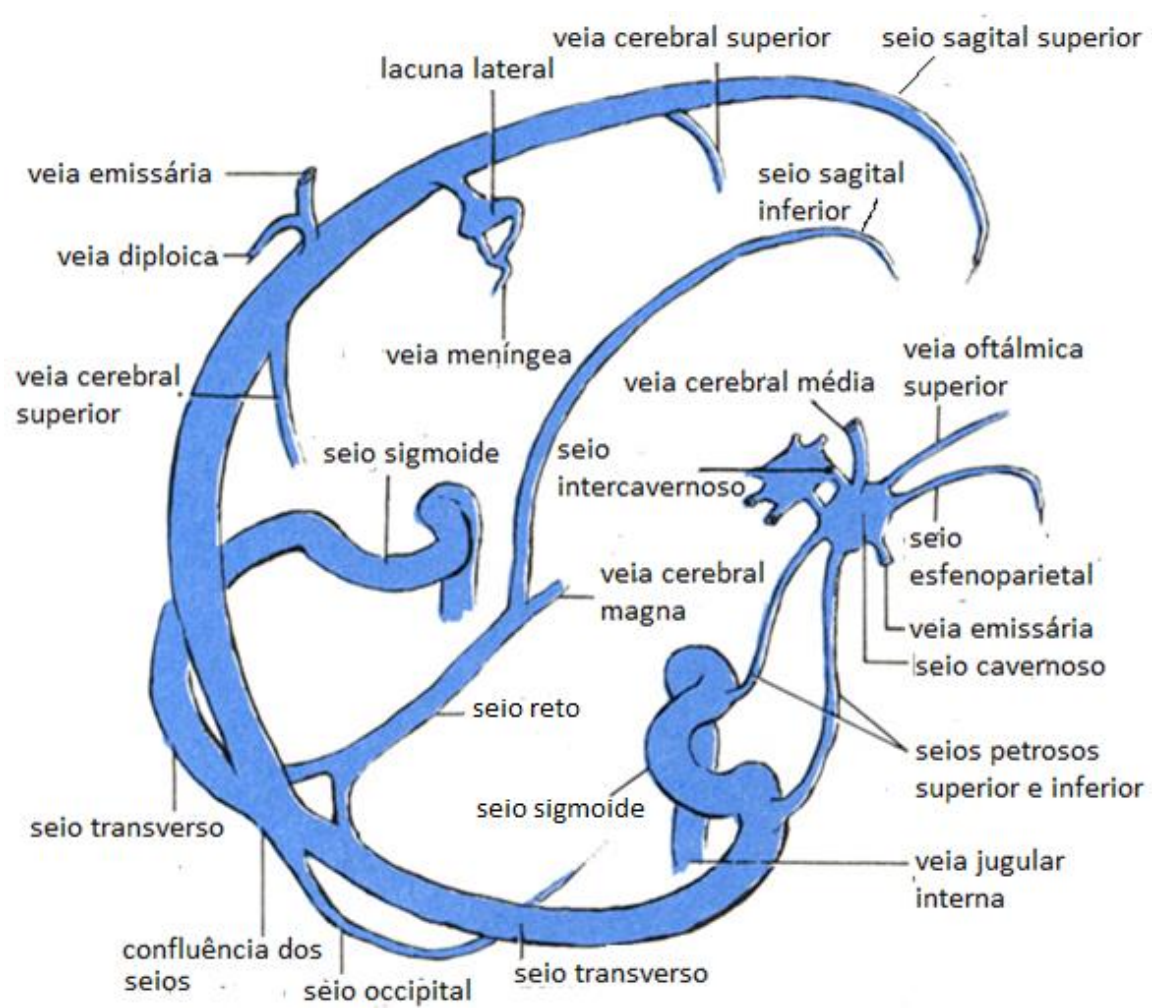 veia cerebral superior
seio sagital superior
lacuna lateral
veia emissária
seio sagital
inferior
veia diploica
veia meníngea
veia oftálmica
superior
veia cerebral
superior
veia cerebral média
seio sigmoide
seio
intercavernoso
seio
esfenoparietal
veia cerebral
magna
veia emissária
seio cavernoso
seio reto
seios petrosos
superior e inferior
seio sigmoide
seio transverso
veia jugular
interna
confluência dos
seios
seio occipital
seio transverso